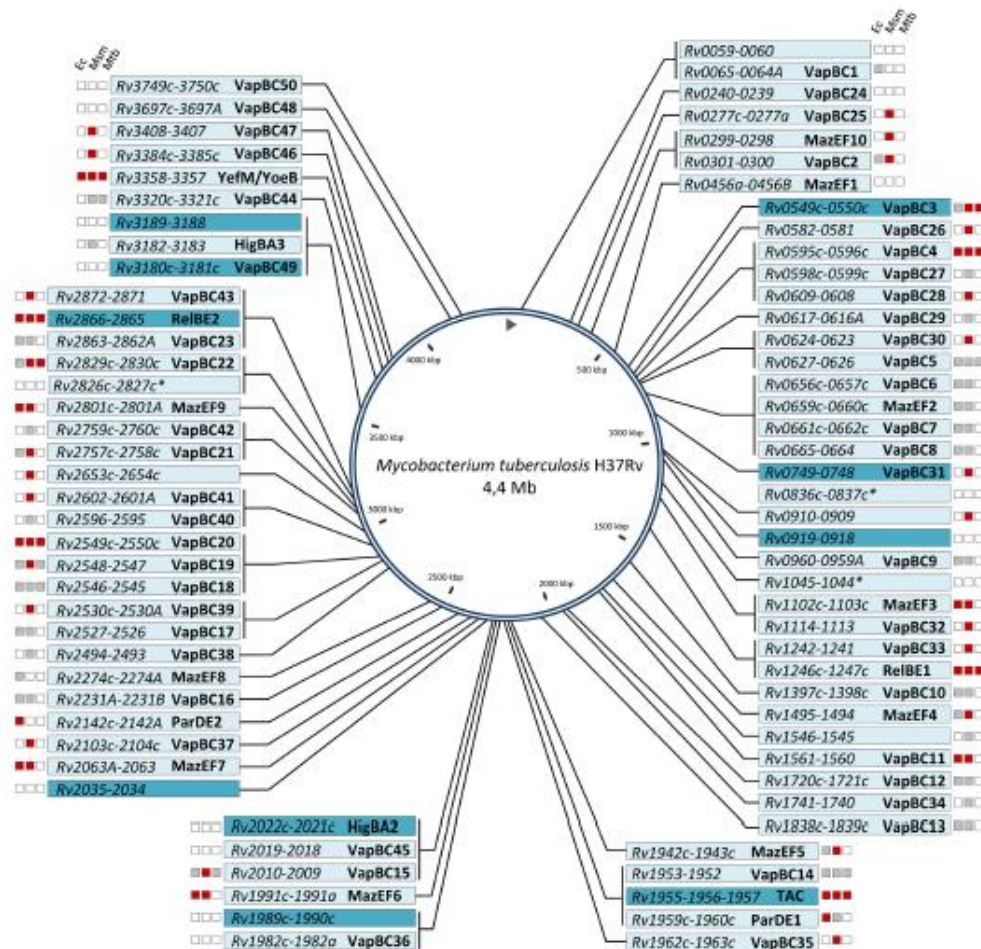 Ec Msm Mtb
Rv3749c-3750c VapBC50
Rv3697c-3697A VapBC48
Rv3408-3407 VapBC47
Rv3384c-3385c VapBC46
Rv3358-3357 YefM/YoeB
Rv3320c-3321c VapBC44
Rv3189-3188
Rv3182-3183 HigBA3
Rv3180c-3181c VapBC49
Rv2872-2871 VapBC43
Rv2866-2865 RelBE2
Rv2863-2862A VapBC23
Rv2829c-2830c VapBC22
Rv2826c-2827c*
Rv2801c-2801A MazEF9
Rv2759c-2760c VapBC42
Rv2757c-2758c VapBC21
Rv2653c-2654c
Rv2602-2601A VapBC41
Rv2596-2595 VapBC40
Rv2549c-2550c VapBC20
Rv2548-2547 VapBC19
Rv2546-2545 VapBC18
Rv2530c-2530A VapBC39
Rv2527-2526 VapBC17
Rv2494-2493 VapBC38
Rv2274c-2274A MazEF8
Rv2231A-2231B VapBC16
Rv2142c-2142A ParDE2
Rv2103c-2104c VapBC37
Rv2063A-2063 MazEF7
Rv2035-2034
Rv2022c-2021c HigBA2
Rv2019-2018 VapBC45
Rv2010-2009 VapBC15
Rv1991c-1991a MazEF6
Rv1989c-1990c
Rv1982c-1982a VapBC36
4000 kbp
500 kbp
3500 kbp
1000 kbp
Mycobacterium tuberculosis H37Rv
4,4 Mb
3000 kbp
1500 kbp
2500 kbp
2000 kbp
Ec Msm Mtb
Rv0059-0060
Rv0065-0064A VapBC1
Rv0240-0239 VapBC24
Rv0277c-0277a VapBC25
Rv0299-0298 MazEF10
Rv0301-0300 VapBC2
Rv0456a-0456B MazEF1
Rv0549c-0550c VapBC3
Rv0582-0581 VapBC26
Rv0595c-0596c VapBC4
Rv0598c-0599c VapBC27
Rv0609-0608 VapBC28
Rv0617-0616A VapBC29
Rv0624-0623 VapBC30
Rv0627-0626 VapBC5
Rv0656c-0657c VapBC6
Rv0659c-0660c MazEF2
Rv0661c-0662c VapBC7
Rv0665-0664 VapBC8
Rv0749-0748 VapBC31
Rv0836c-0837c*
Rv0910-0909
Rv0919-0918
Rv0960-0959A VapBC9
Rv1045-1044*
Rv1102c-1103c MazEF3
Rv1114-1113 VapBC32
Rv1242-1241 VapBC33
Rv1246c-1247c RelBE1
Rv1397c-1398c VapBC10
Rv1495-1494 MazEF4
Rv1546-1545
Rv1561-1560 VapBC11
Rv1720c-1721c VapBC12
Rv1741-1740 VapBC34
Rv1838c-1839c VapBC13
Rv1942c-1943c MazEF5
Rv1953-1952 VapBC14
Rv1955-1956-1957 TAC
Rv1959c-1960c ParDE1
Rv1962c-1963c VapBC35